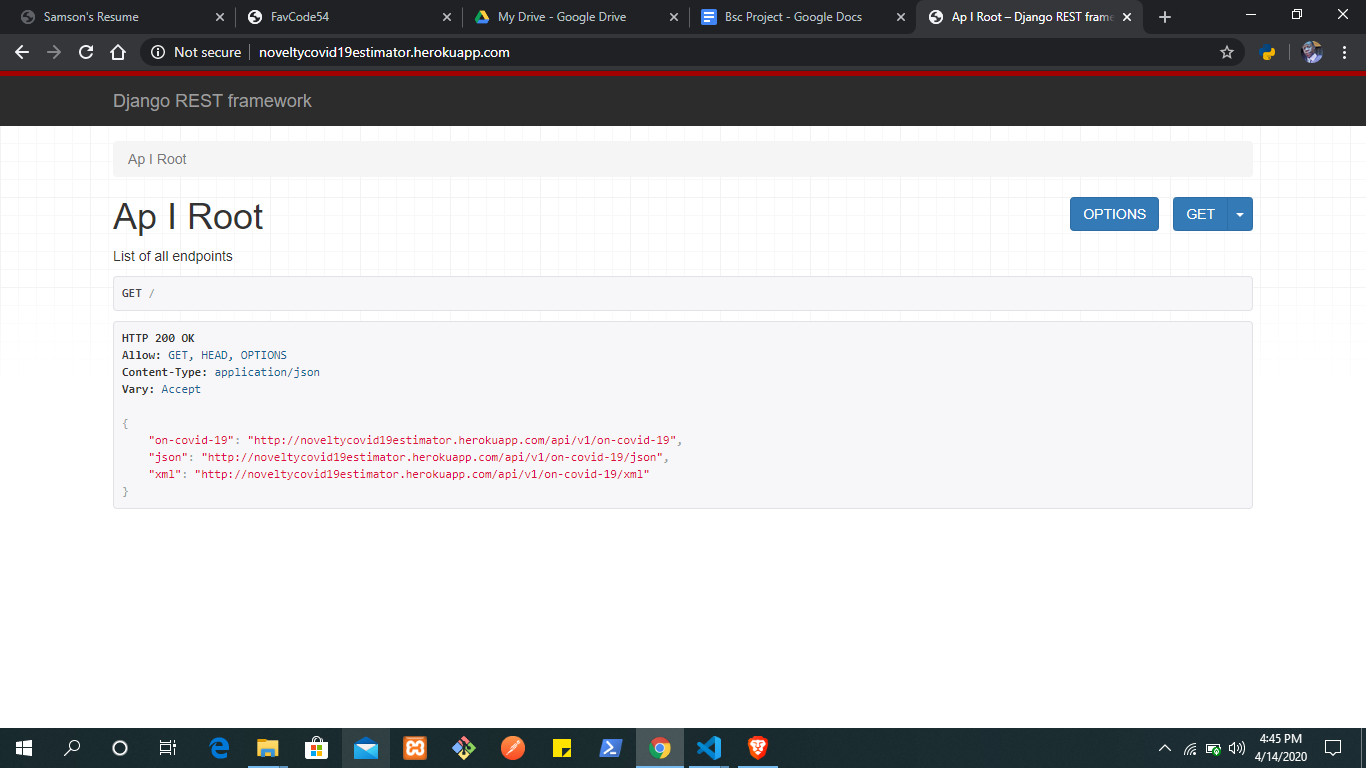 Samson's Resume
FavCode54
My Drive - Google Drive
Bsc Project - Google Docs
Ap I Root – Django REST frame
Not secure
noveltycovid19estimator.herokuapp.com
Django REST framework
Ap I Root
Ap I Root
OPTIONS
GET
List of all endpoints
GET /
HTTP 200 OK
Allow: GET, HEAD, OPTIONS
Content-Type: application/json
Vary: Accept
{
"on-covid-19": "http://noveltycovid19estimator.herokuapp.com/api/v1/on-covid-19",
"json": "http://noveltycovid19estimator.herokuapp.com/api/v1/on-covid-19/json",
"xml": "http://noveltycovid19estimator.herokuapp.com/api/v1/on-covid-19/xml"
}
4:45 PM
4/14/2020